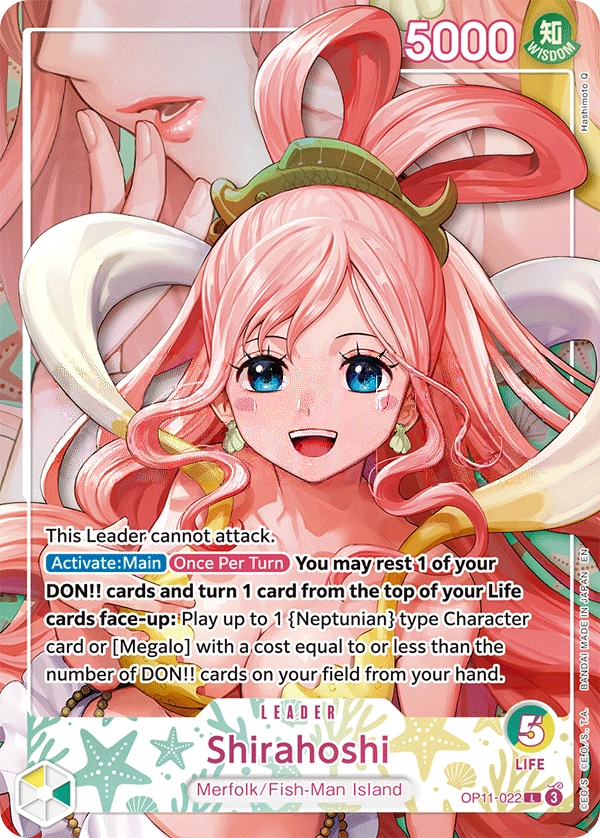 5000
知
WISDOM
Hashimoto Q
This Leader cannot attack.
Activate:Main Once Per Turn You may rest 1 of your
DON!! cards and turn 1 card from the top of your Life
cards face-up: Play up to 1 {Neptunian} type Character
card or [Megalo] with a cost equal to or less than the
number of DON!! cards on your field from your hand.
©E.O/S. ©E.O./S., T.A. BANDAI MADE IN JAPAN EN
LEADER
Shirahoshi
5
LIFE
Merfolk/Fish-Man Island
OP11-022 L 3